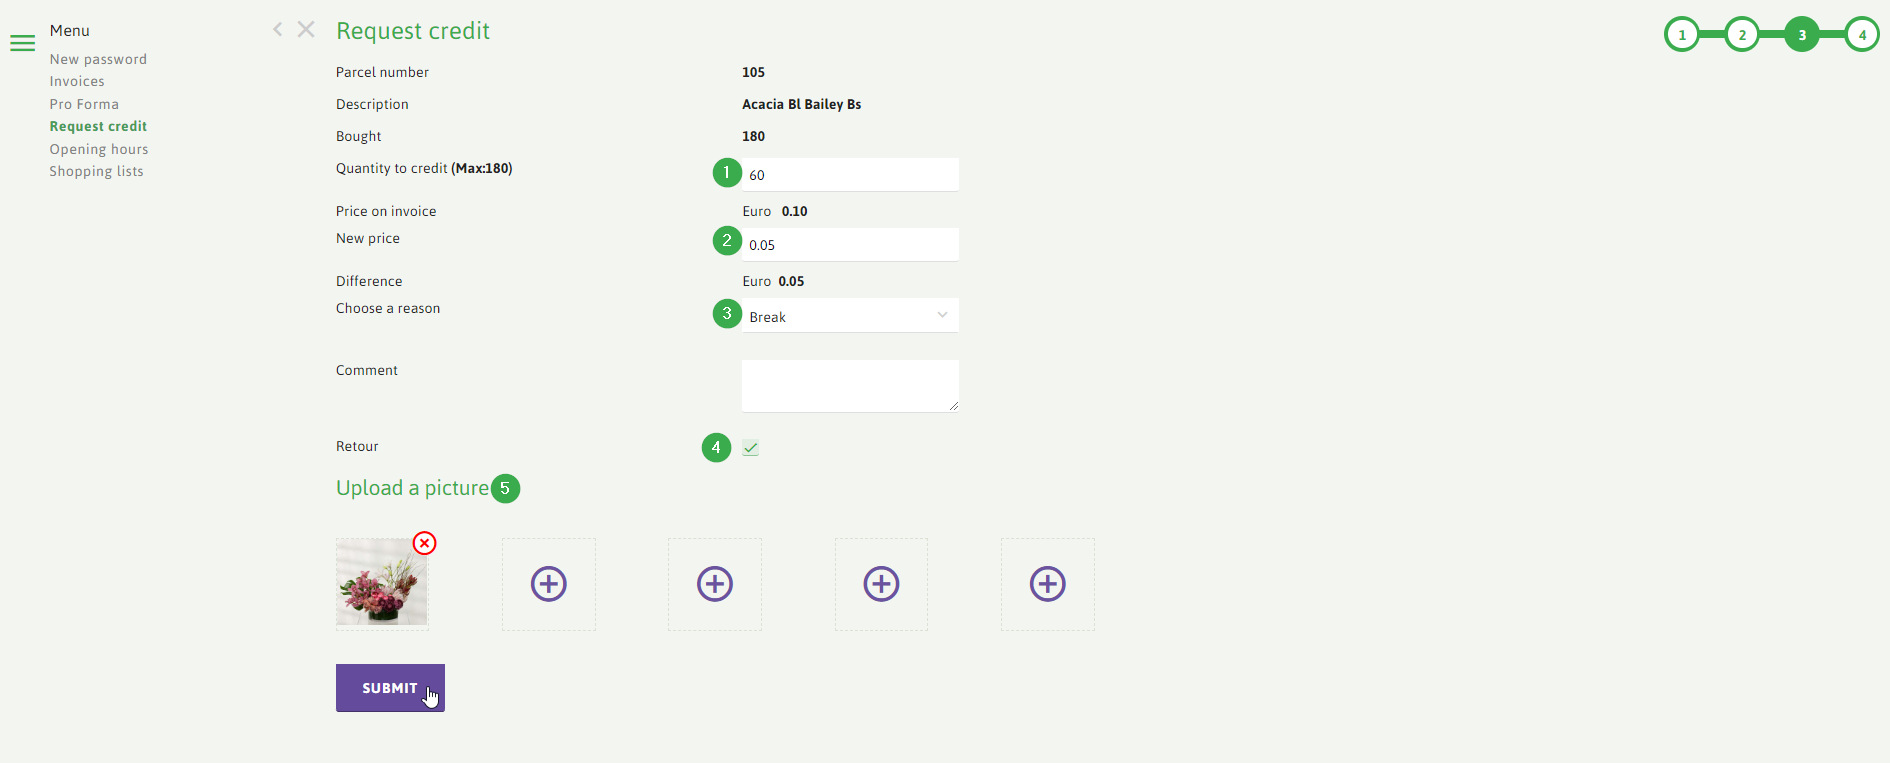 Menu
New password
Invoices
Pro Forma
Request credit
Opening hours
Shopping lists
Request credit
1 2 3 4
Parcel number 105
Description Acacia Bl Bailey Bs
Bought 180
Quantity to credit (Max:180) 1 60
Price on invoice Euro 0.10
New price 2 0.05
Difference Euro 0.05
Choose a reason 3 Break
Comment
Retour 4
Upload a picture 5
SUBMIT